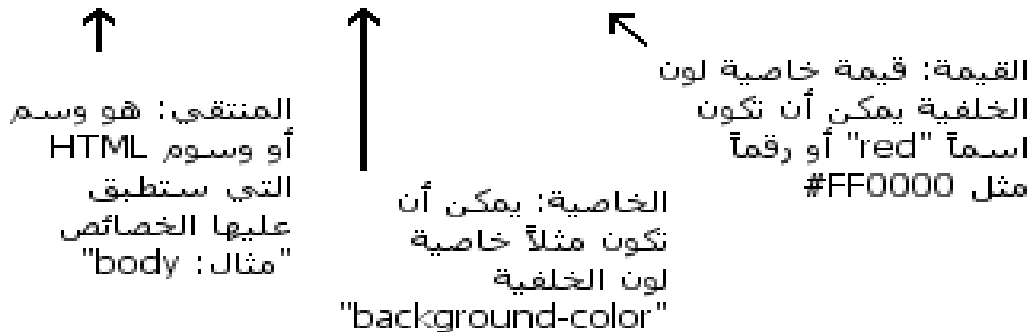 المنتقي: هو وسم
أو وسوم HTML
التي ستطبق
عليها الخصائص
"مثال: body"
الخاصية: يمكن أن
تكون مثلاً خاصية
لون الخلفية
"background-color"
القيمة: قيمة خاصية لون
الخلفية يمكن أن تكون
اسماً "red" أو رقماً
مثل FF0000#